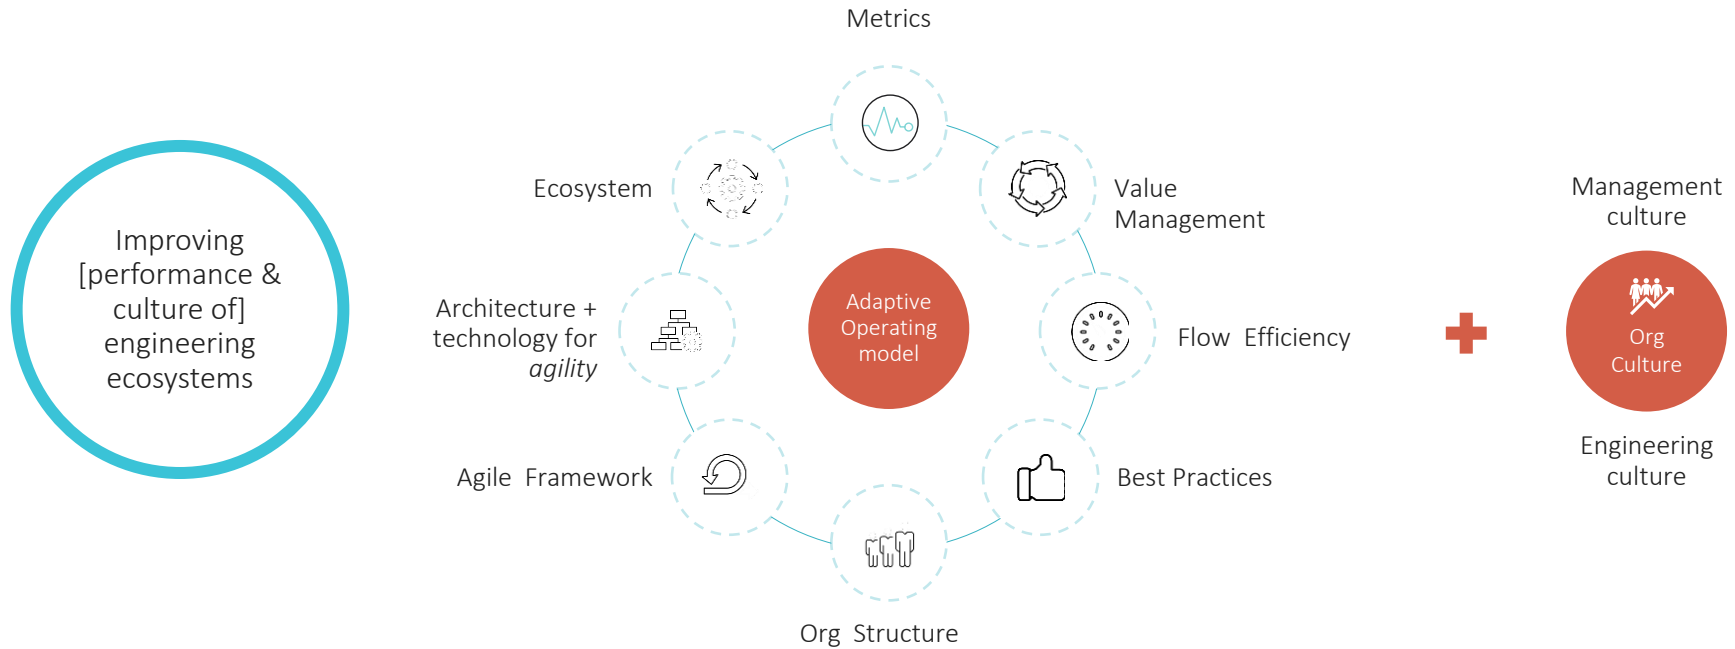 Improving
[performance &
culture of]
engineering
ecosystems
Metrics
Ecosystem
Value
Management
Architecture +
technology for
agility
Adaptive
Operating
model
Flow Efficiency
Agile Framework
Best Practices
Org Structure
Management
culture
Org
Culture
Engineering
culture